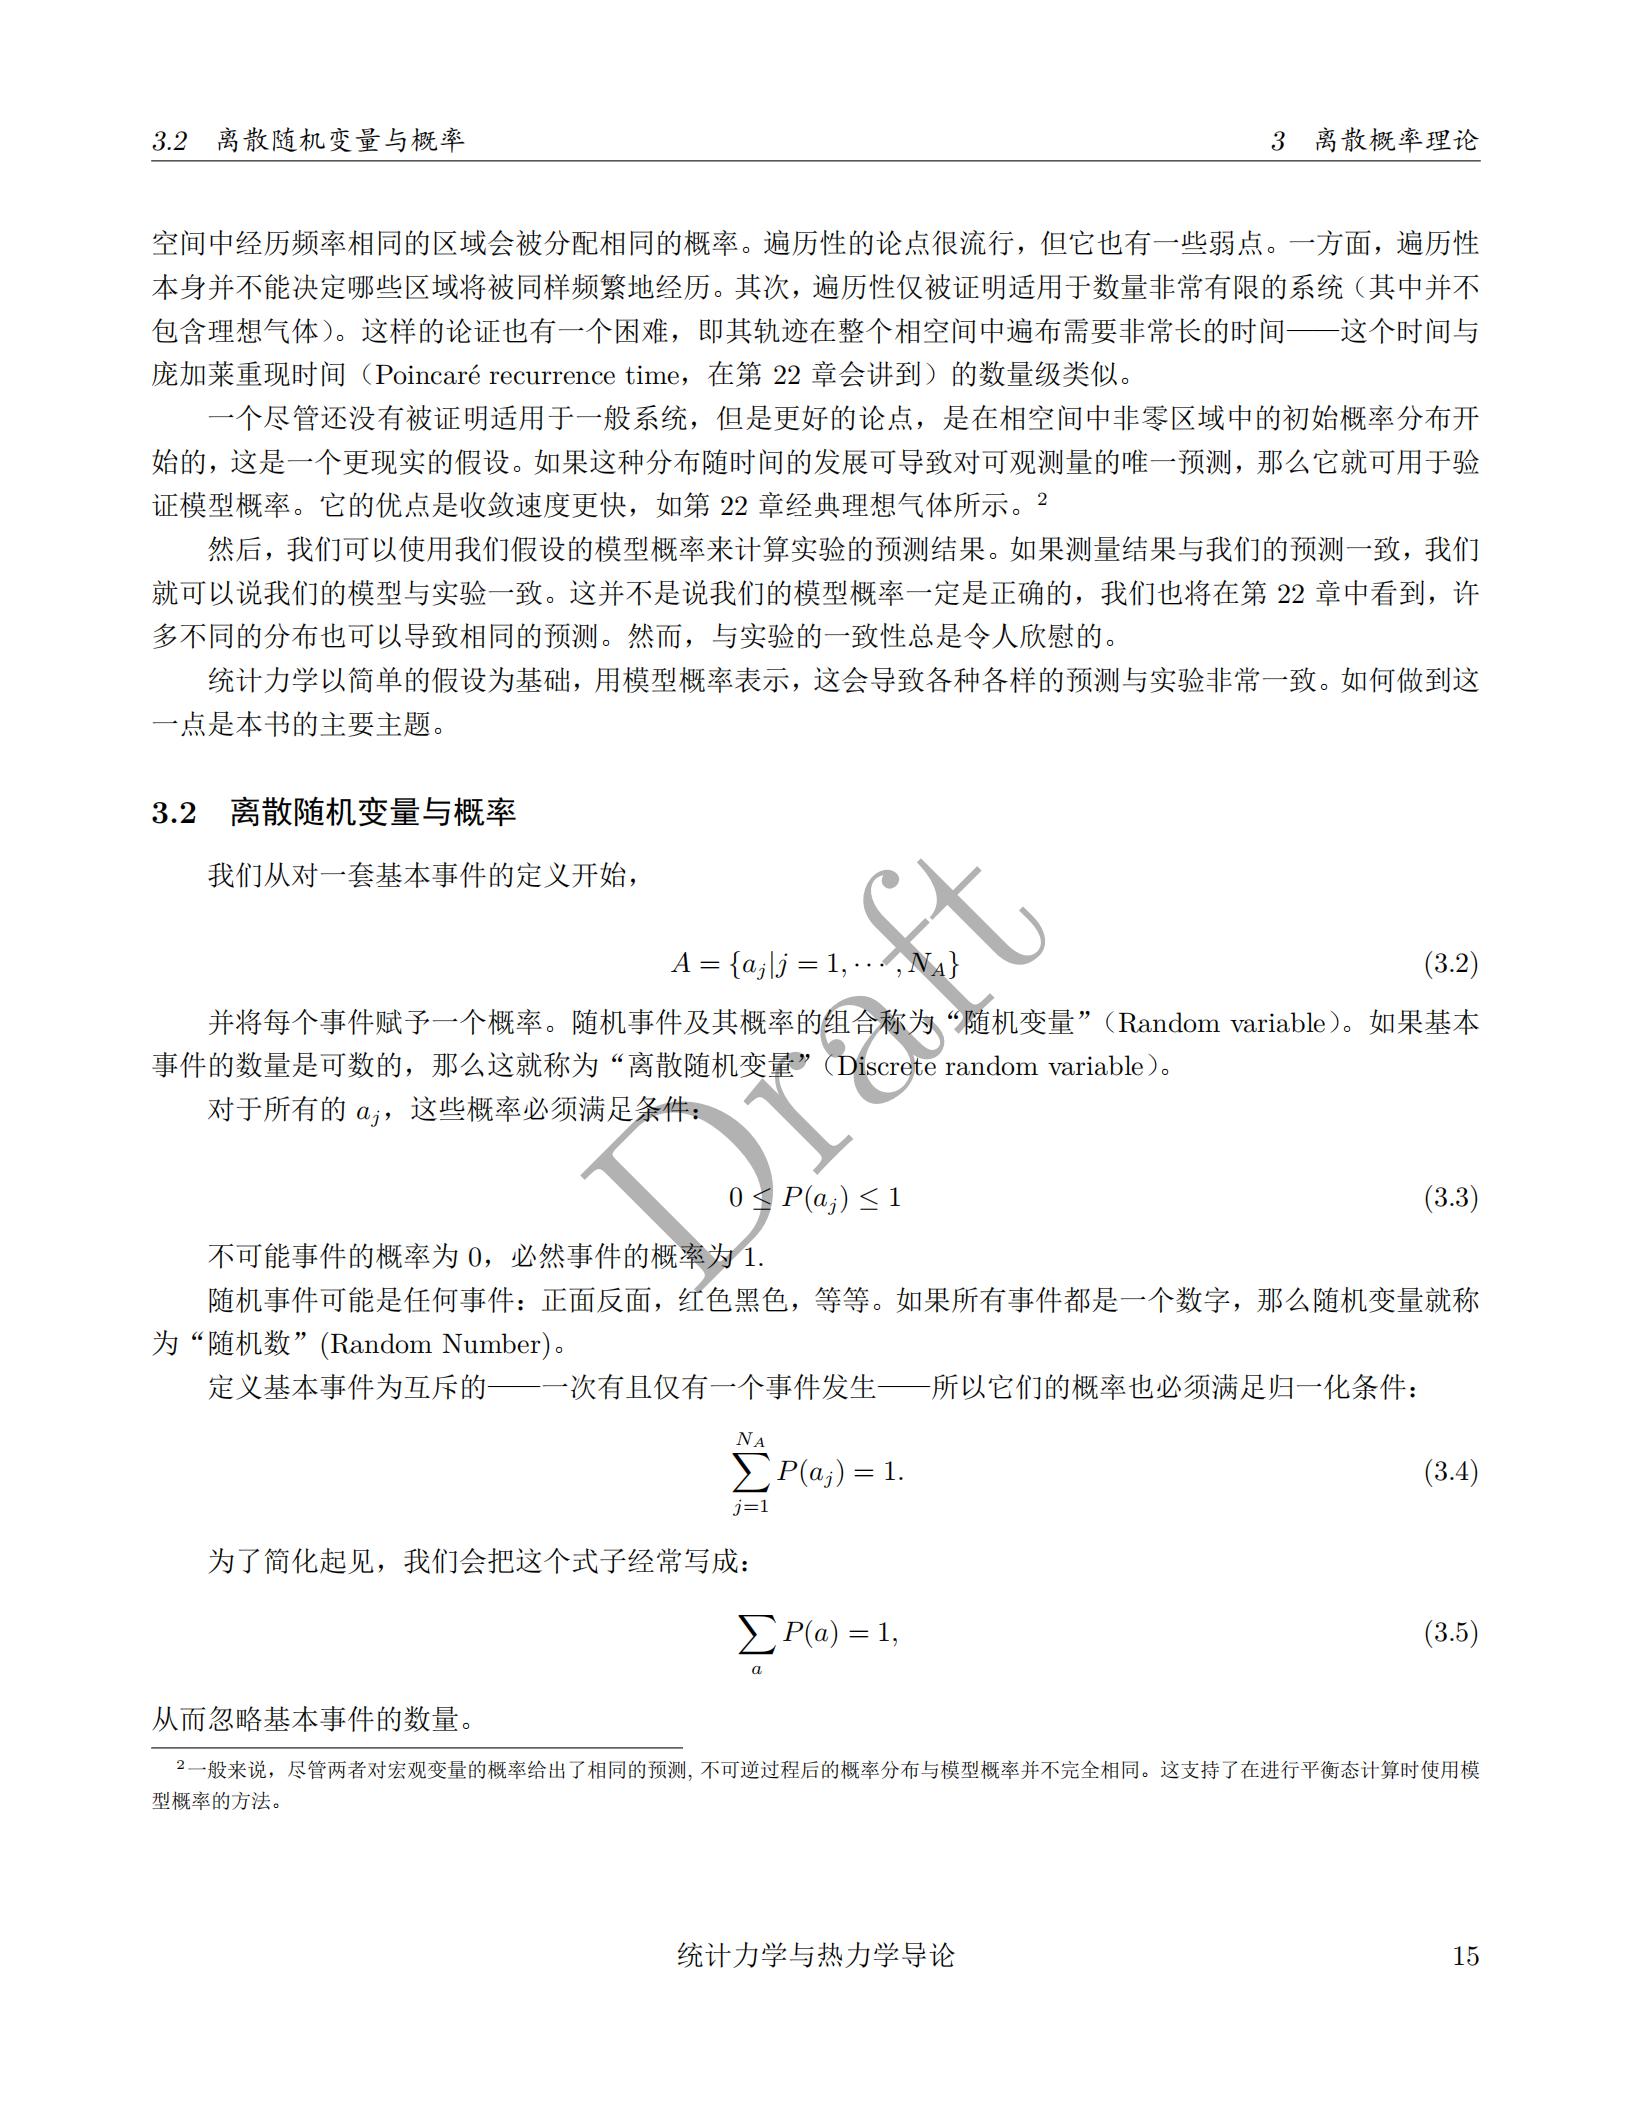 3.2 离散随机变量与概率 3 离散概率理论
空间中经历频率相同的区域会被分配相同的概率。遍历性的论点很流行，但它也有一些弱点。一方面，遍历性
本身并不能决定哪些区域将被同样频繁地经历。其次，遍历性仅被证明适用于数量非常有限的系统（其中并不
包含理想气体）。这样的论证也有一个困难，即其轨迹在整个相空间中遍布需要非常长的时间——这个时间与
庞加莱重现时间（Poincaré recurrence time，在第 22 章会讲到）的数量级类似。
一个尽管还没有被证明适用于一般系统，但是更好的论点，是在相空间中非零区域中的初始概率分布开
始的，这是一个更现实的假设。如果这种分布随时间的发展可导致对可观测量的唯一预测，那么它就可用于验
证模型概率。它的优点是收敛速度更快，如第 22 章经典理想气体所示。²
然后，我们可以使用我们假设的模型概率来计算实验的预测结果。如果测量结果与我们的预测一致，我们
就可以说我们的模型与实验一致。这并不是说我们的模型概率一定是正确的，我们也将在第 22 章中看到，许
多不同的分布也可以导致相同的预测。然而，与实验的一致性总是令人欣慰的。
统计力学以简单的假设为基础，用模型概率表示，这会导致各种各样的预测与实验非常一致。如何做到这
一点是本书的主要主题。
3.2 离散随机变量与概率
我们从对一套基本事件的定义开始，
A = {a_j|j = 1, ⋯ , N_A} (3.2)
并将每个事件赋予一个概率。随机事件及其概率的组合称为“随机变量”（Random variable）。如果基本
事件的数量是可数的，那么这就称为“离散随机变量”（Discrete random variable）。
对于所有的 a_j，这些概率必须满足条件：
0 ≤ P(a_j) ≤ 1 (3.3)
不可能事件的概率为 0，必然事件的概率为 1.
随机事件可能是任何事件：正面反面，红色黑色，等等。如果所有事件都是一个数字，那么随机变量就称
为“随机数”(Random Number)。
定义基本事件为互斥的——一次有且仅有一个事件发生——所以它们的概率也必须满足归一化条件：
∑_{j=1}^{N_A} P(a_j) = 1. (3.4)
为了简化起见，我们会把这个式子经常写成：
∑_a P(a) = 1, (3.5)
从而忽略基本事件的数量。
²一般来说，尽管两者对宏观变量的概率给出了相同的预测, 不可逆过程后的概率分布与模型概率并不完全相同。这支持了在进行平衡态计算时使用模
型概率的方法。
统计力学与热力学导论 15
Draft